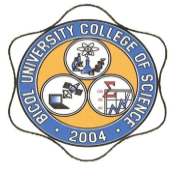 BICOL UNIVERSITY COLLEGE OF SCIENCE
• 2004 •